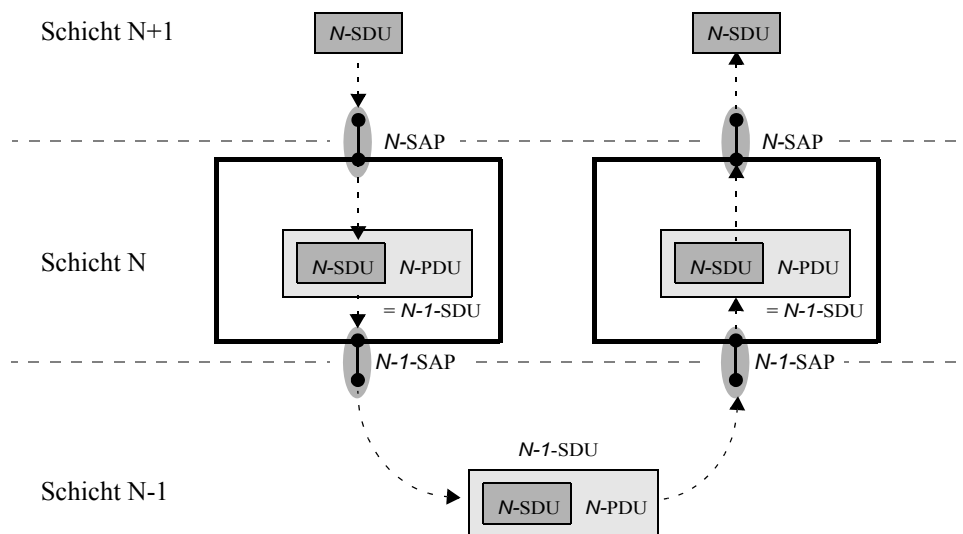 Schicht N+1
N-SDU
N-SDU
N-SAP
N-SAP
Schicht N
N-SDU
N-PDU
= N-1-SDU
N-SDU
N-PDU
= N-1-SDU
N-1-SAP
N-1-SAP
N-1-SDU
Schicht N-1
N-SDU
N-PDU